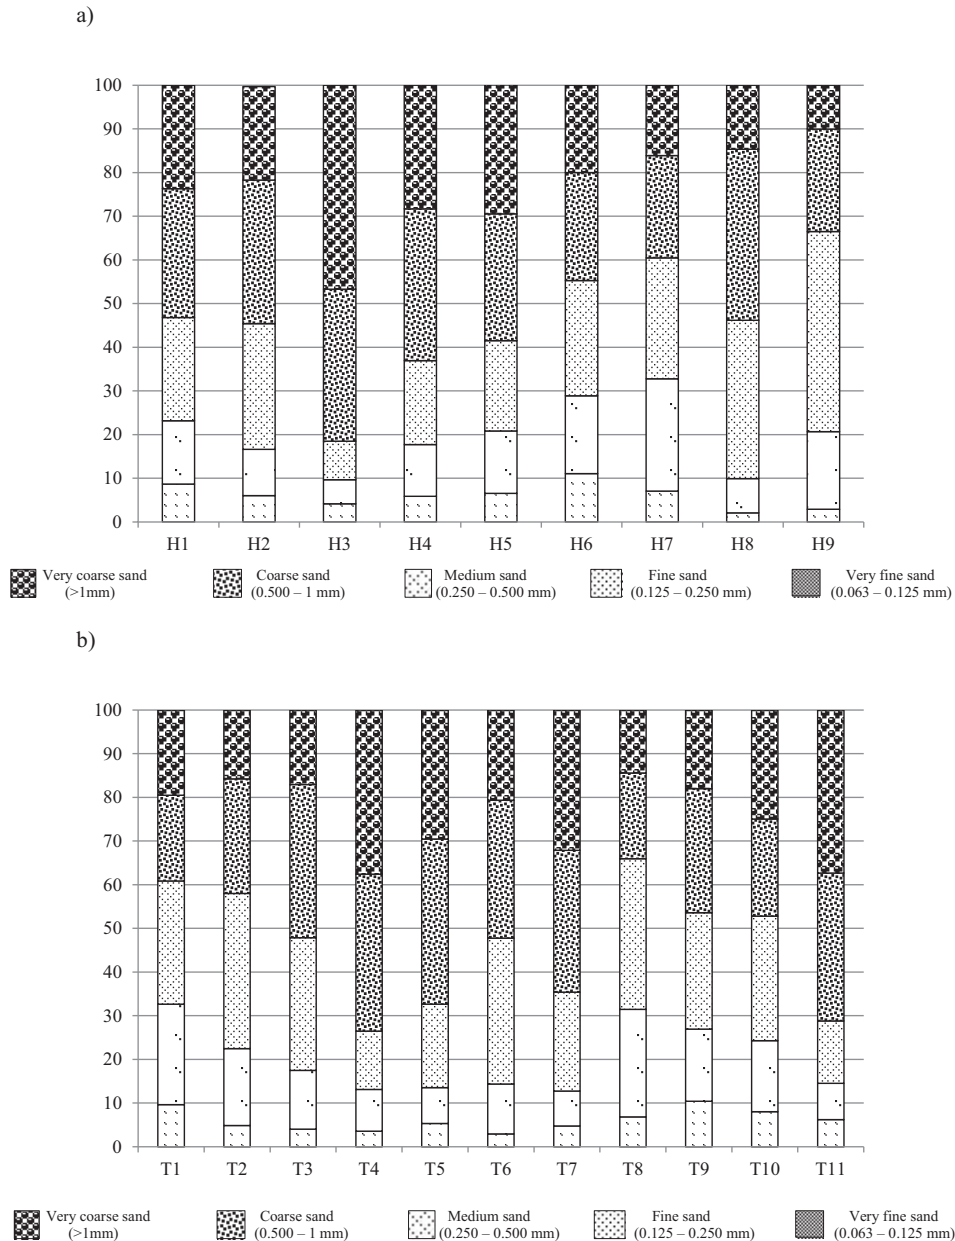 a)
100
90
80
70
60
50
40
30
20
10
0
H1 H2 H3 H4 H5 H6 H7 H8 H9
Very coarse sand Coarse sand Medium sand Fine sand Very fine sand
(>1mm) (0.500 – 1 mm) (0.250 – 0.500 mm) (0.125 – 0.250 mm) (0.063 – 0.125 mm)
b)
100
90
80
70
60
50
40
30
20
10
0
T1 T2 T3 T4 T5 T6 T7 T8 T9 T10 T11
Very coarse sand Coarse sand Medium sand Fine sand Very fine sand
(>1mm) (0.500 – 1 mm) (0.250 – 0.500 mm) (0.125 – 0.250 mm) (0.063 – 0.125 mm)